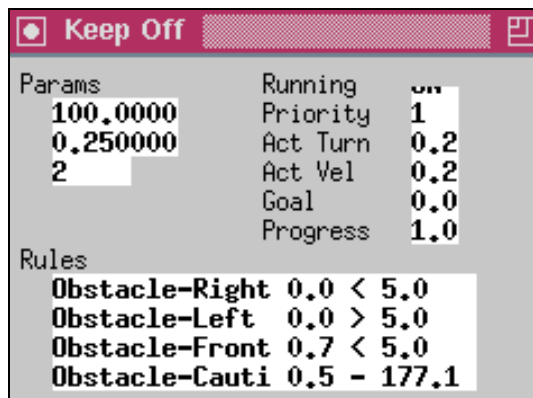 Keep Off
Params
100.0000
0.250000
2
Running
Priority 1
Act Turn 0.2
Act Vel 0.2
Goal 0.0
Progress 1.0
Rules
Obstacle-Right 0.0 < 5.0
Obstacle-Left 0.0 > 5.0
Obstacle-Front 0.7 < 5.0
Obstacle-Cauti 0.5 - 177.1